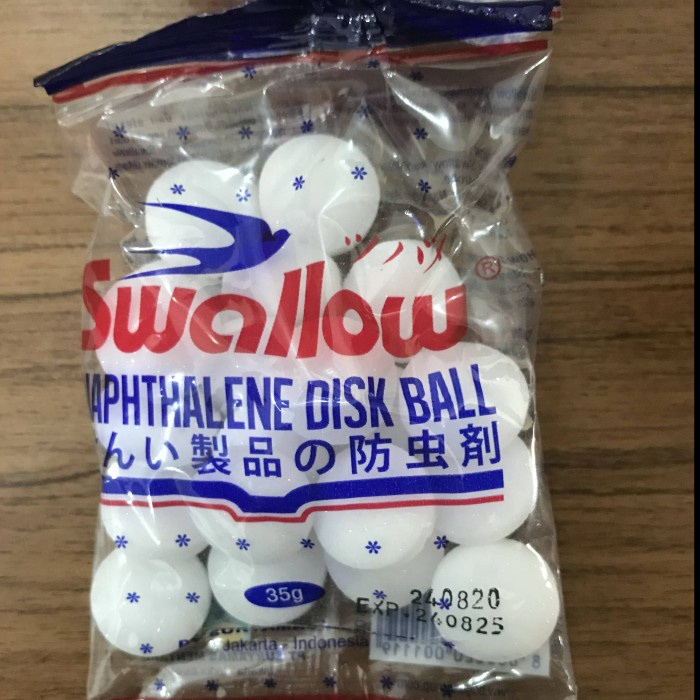 ツバメ
Swallow®
NAPHTHALENE DISK BALL
んい製品の防虫剤
35g
240820
EXP. 240825
Jakarta - Indonesia